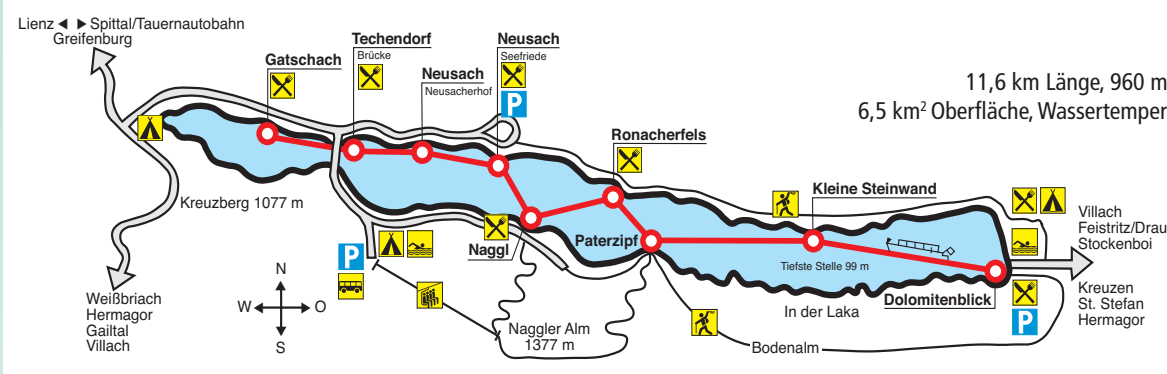 Lienz ◄ ► Spittal/Tauernautobahn
Greifenburg
Gatschach
Techendorf
Brücke
Neusach
Neusacherhof
Neusach
Seefriede
P
Ronacherfels
11,6 km Länge, 960 m
6,5 km² Oberfläche, Wassertemper
Kreuzberg 1077 m
Naggl
Paterzipf
Kleine Steinwand
Tiefste Stelle 99 m
Dolomitenblick
In der Laka
Villach
Feistritz/Drau
Stockenboi
Kreuzen
St. Stefan
Hermagor
P
P
Weißbriach
Hermagor
Gailtal
Villach
N
W O
S
Naggler Alm
1377 m
Bodenalm